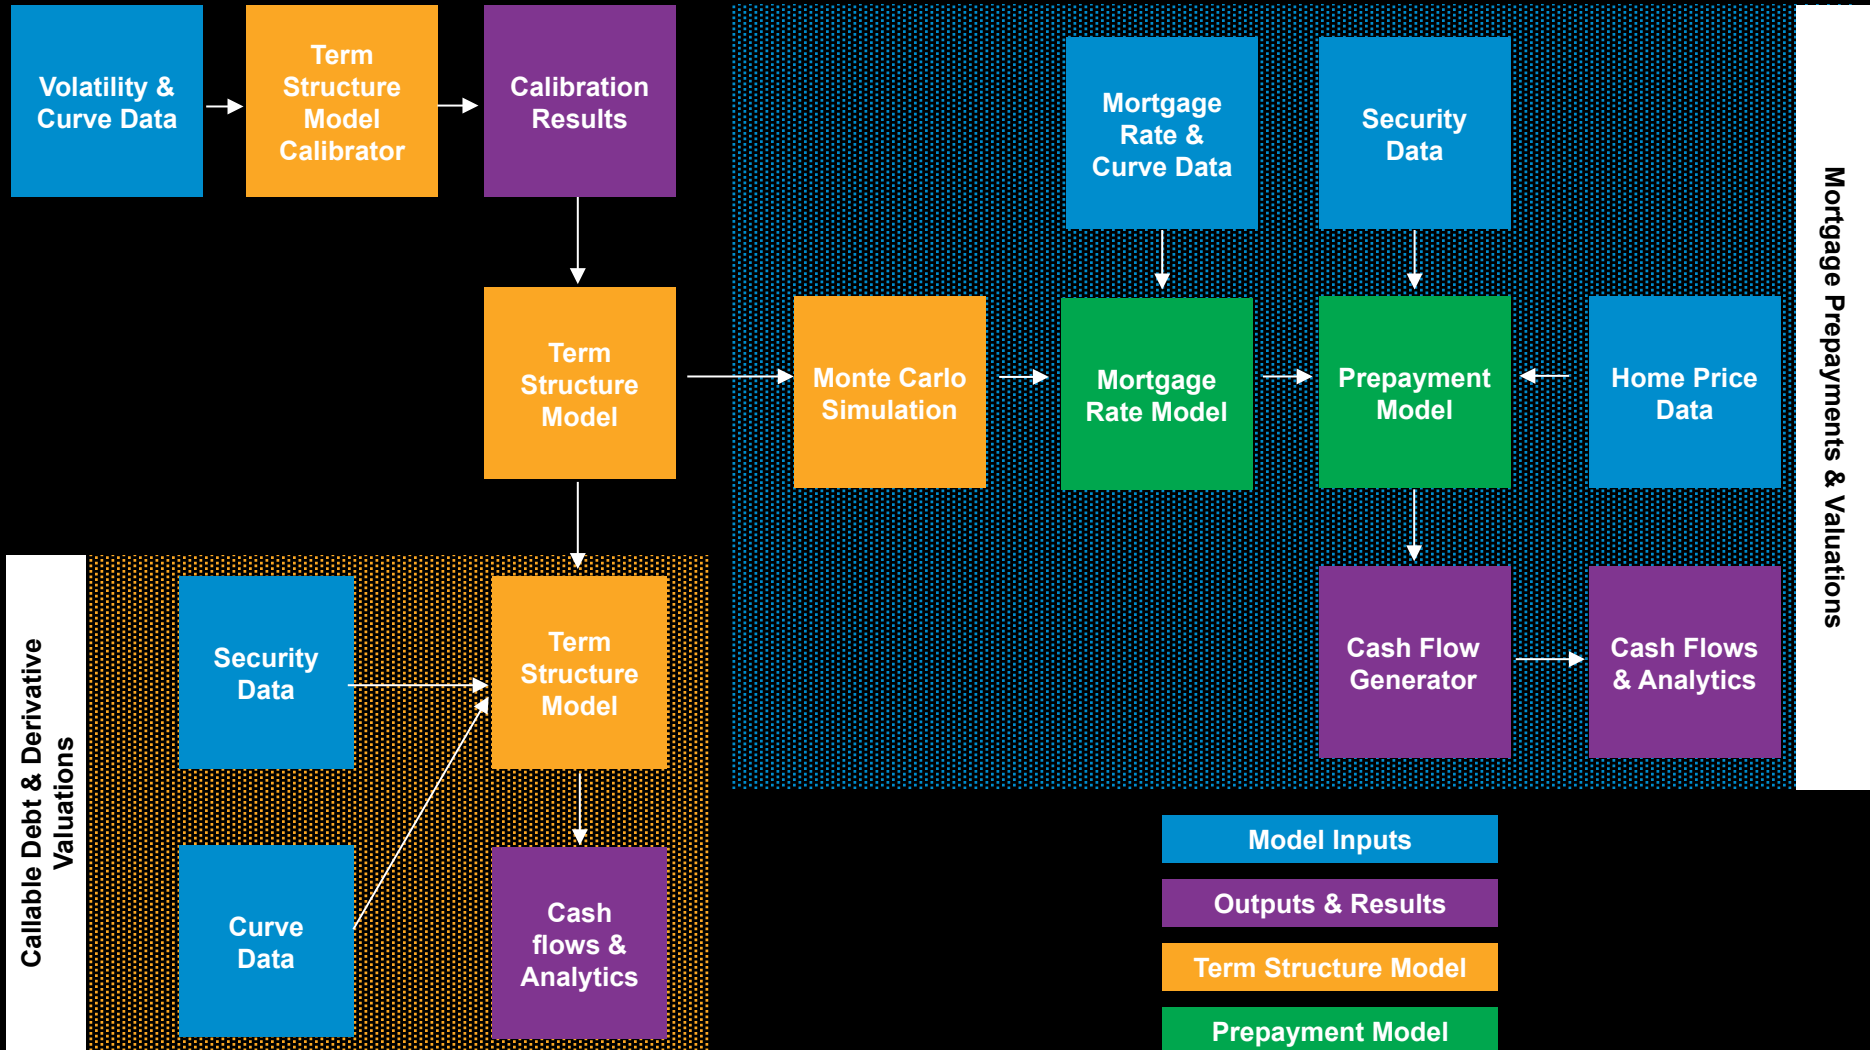 Volatility &
Curve Data
Term
Structure
Model
Calibrator
Calibration
Results
Mortgage
Rate &
Curve Data
Security
Data
Mortgage Prepayments & Valuations
Term
Structure
Model
Monte Carlo
Simulation
Mortgage
Rate Model
Prepayment
Model
Home Price
Data
Callable Debt & Derivative
Valuations
Security
Data
Term
Structure
Model
Cash Flow
Generator
Cash Flows
& Analytics
Curve
Data
Cash
flows &
Analytics
Model Inputs
Outputs & Results
Term Structure Model
Prepayment Model